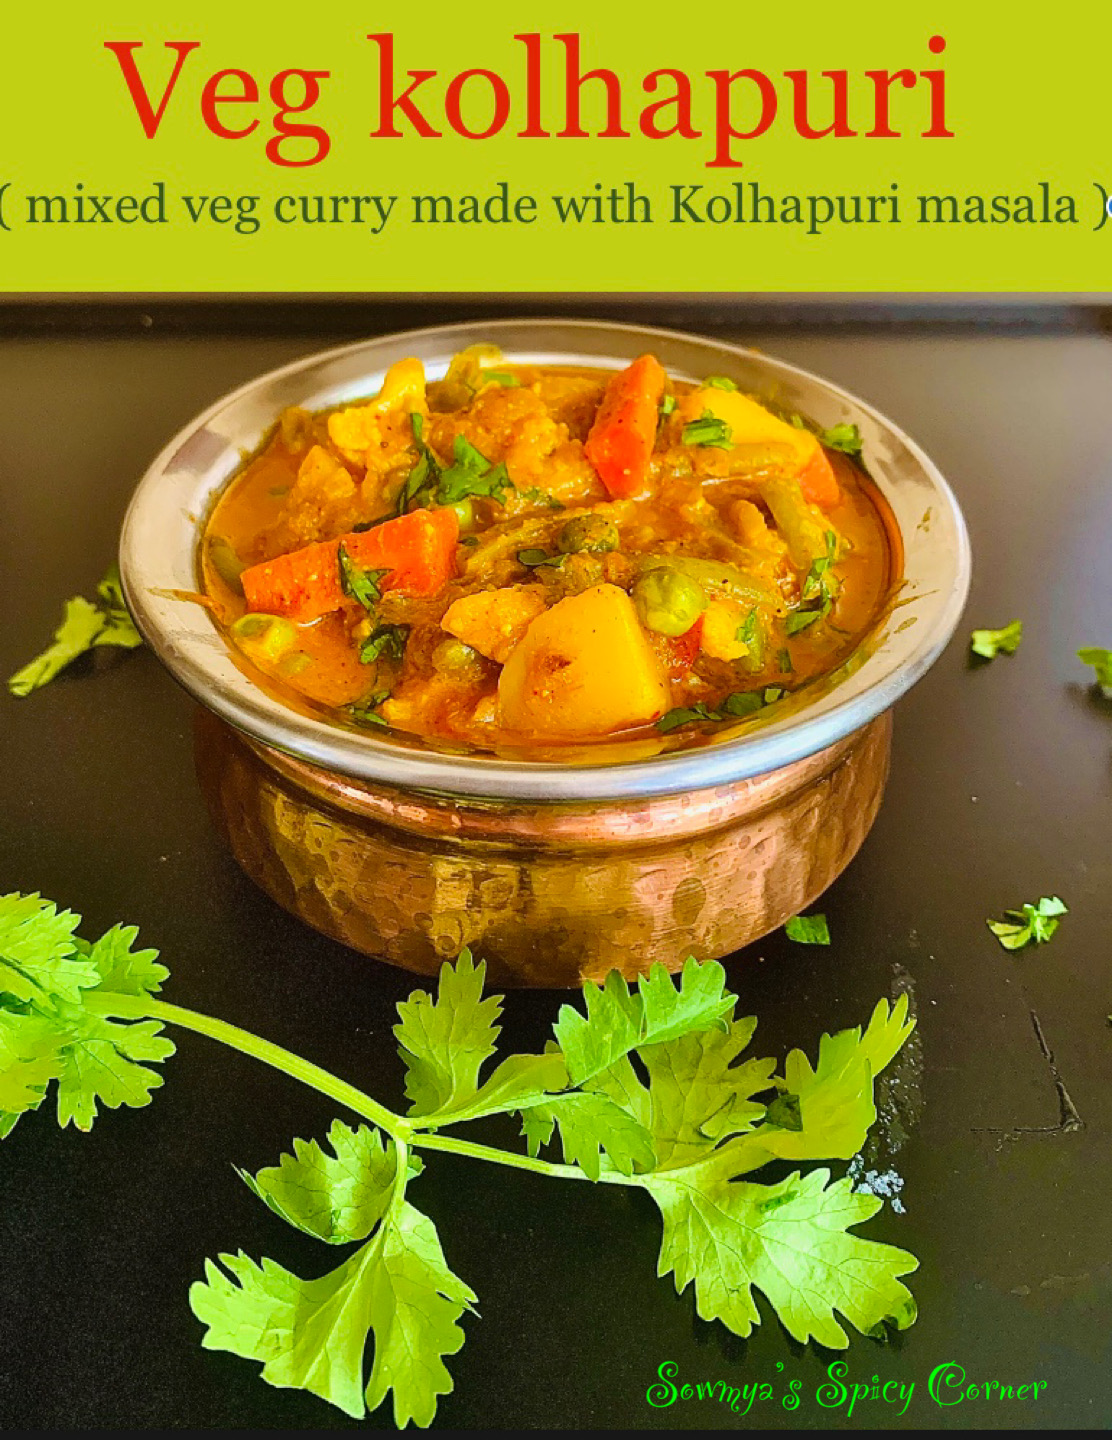 Veg kolhapuri
( mixed veg curry made with Kolhapuri masala )
Sowmya's Spicy Corner